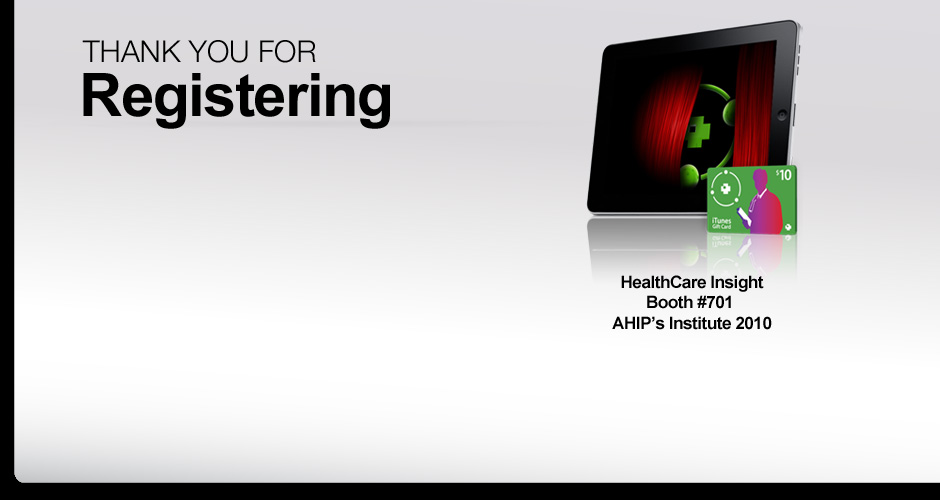 THANK YOU FOR
Registering
$10
iTunes
Gift Card
HealthCare Insight
Booth #701
AHIP’s Institute 2010